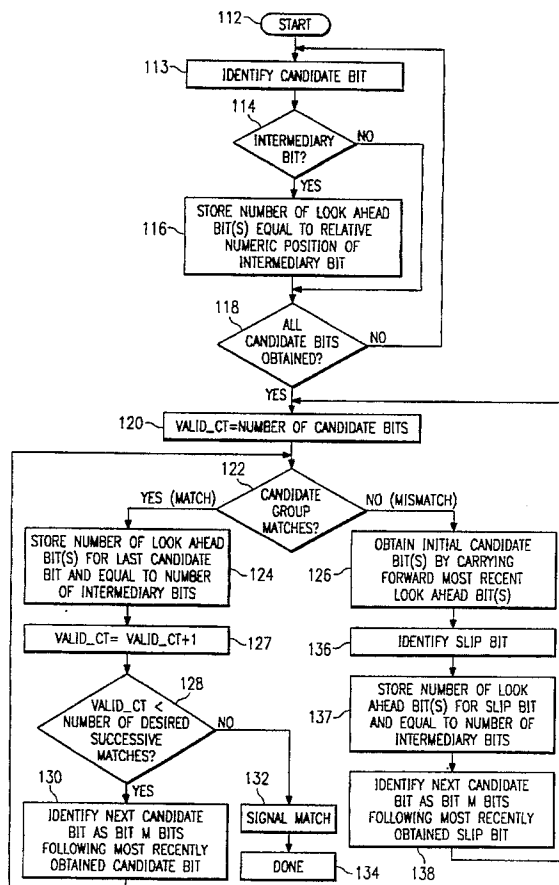 112
START
113
IDENTIFY CANDIDATE BIT
114
INTERMEDIARY
BIT?
NO
YES
116
STORE NUMBER OF LOOK AHEAD
BIT(S) EQUAL TO RELATIVE
NUMERIC POSITION OF
INTERMEDIARY BIT
118
ALL
CANDIDATE BITS
OBTAINED?
NO
YES
120
VALID_CT=NUMBER OF CANDIDATE BITS
122
YES (MATCH)
CANDIDATE
GROUP
MATCHES?
NO (MISMATCH)
STORE NUMBER OF LOOK AHEAD
BIT(S) FOR LAST CANDIDATE
BIT AND EQUAL TO NUMBER
OF INTERMEDIARY BITS
124
126
OBTAIN INITIAL CANDIDATE
BIT(S) BY CARRYING
FORWARD MOST RECENT
LOOK AHEAD BIT(S)
VALID_CT= VALID_CT+1
127
136
IDENTIFY SLIP BIT
128
VALID_CT <
NUMBER OF DESIRED
SUCCESSIVE
MATCHES?
NO
YES
137
STORE NUMBER OF LOOK
AHEAD BIT(S) FOR SLIP BIT
AND EQUAL TO NUMBER OF
INTERMEDIARY BITS
130
IDENTIFY NEXT CANDIDATE
BIT AS BIT M BITS
FOLLOWING MOST RECENTLY
OBTAINED CANDIDATE BIT
132
SIGNAL MATCH
DONE
134
IDENTIFY NEXT CANDIDATE
BIT AS BIT M BITS
FOLLOWING MOST RECENTLY
OBTAINED SLIP BIT
138